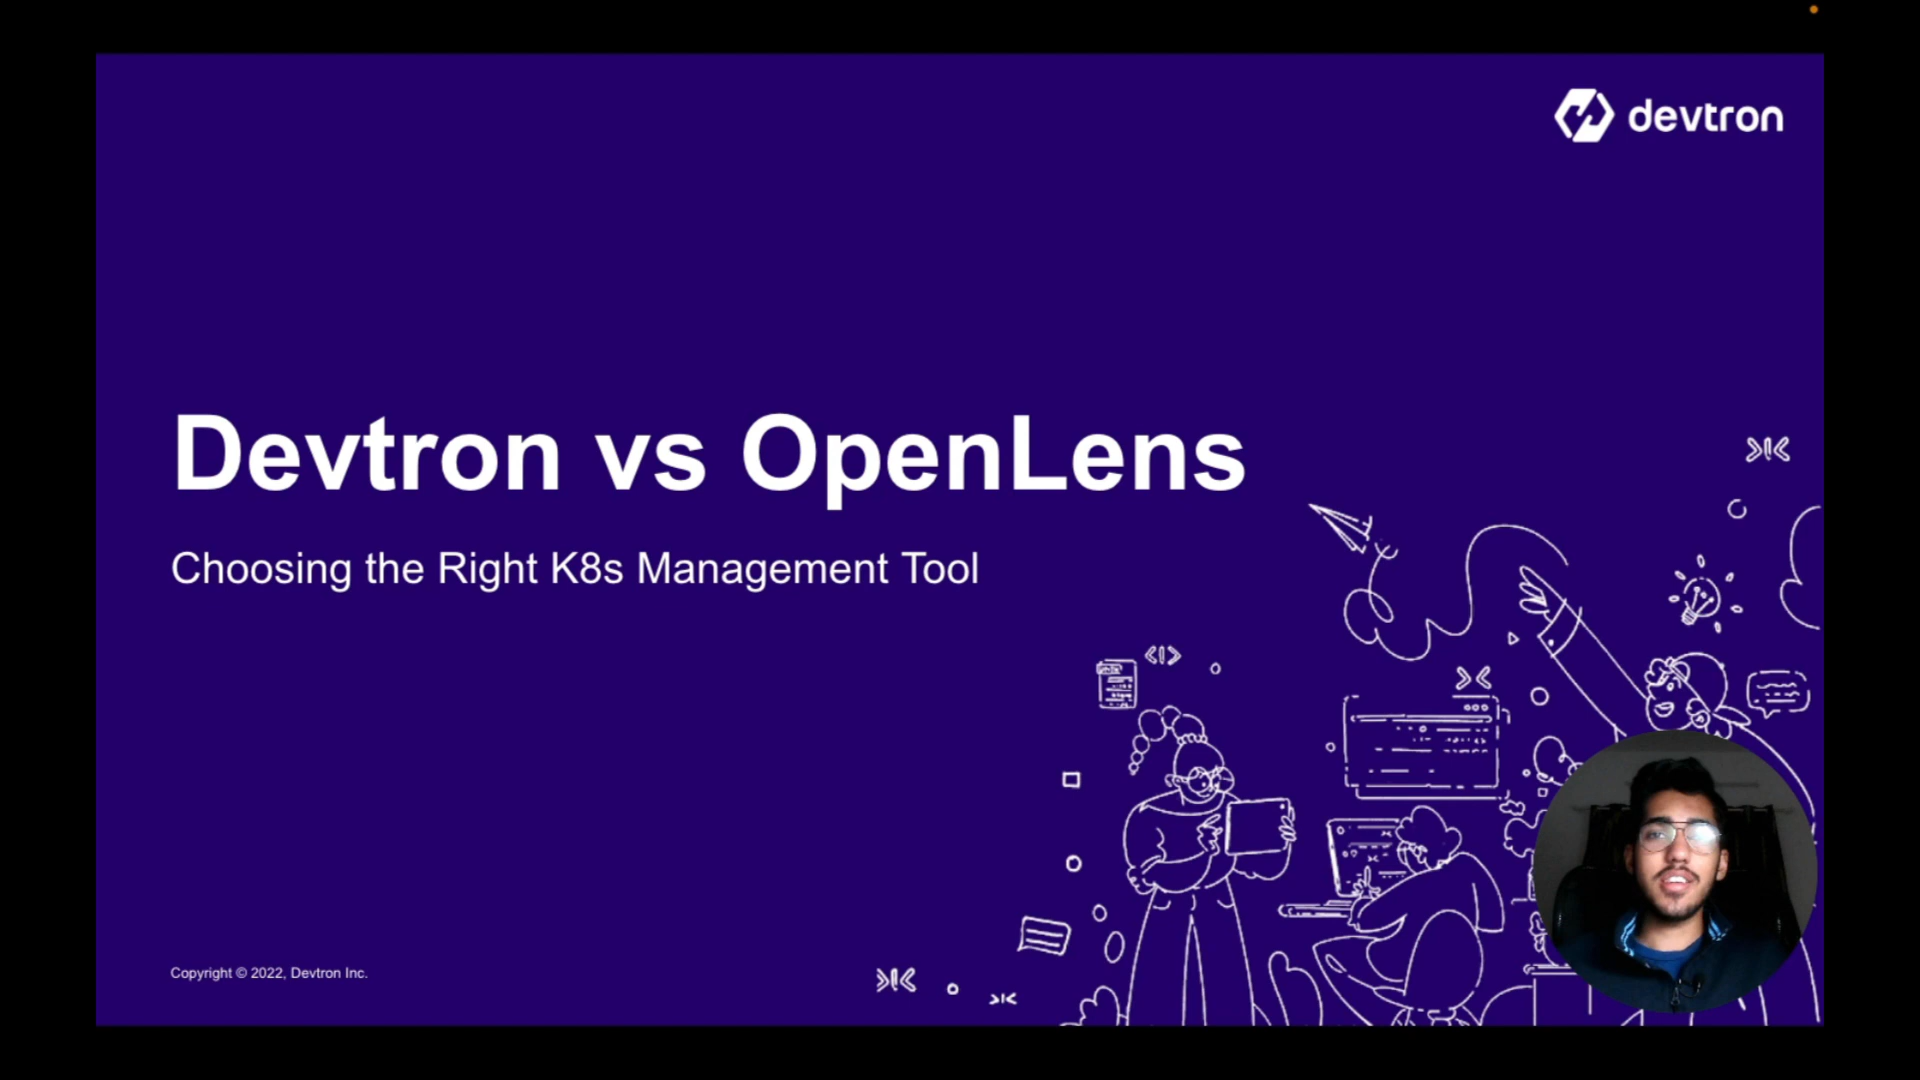 devtron
Devtron vs OpenLens
Choosing the Right K8s Management Tool
Copyright © 2022, Devtron Inc.